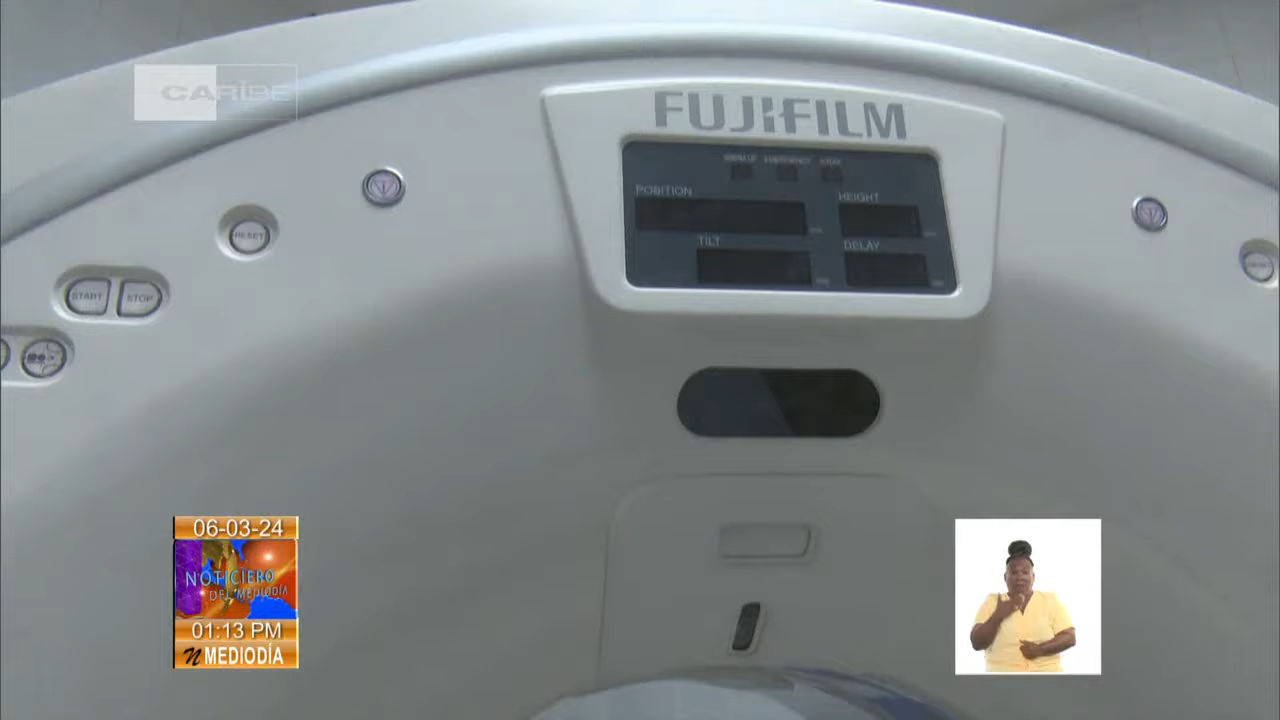 CARIBE
FUJIFILM
EMERGENCY
POSITION
HEIGHT
TILT
DELAY
RESET
START
STOP
06-03-24
NOTICIERO
DEL MEDIODÍA
01:13 PM
MEDIODÍA